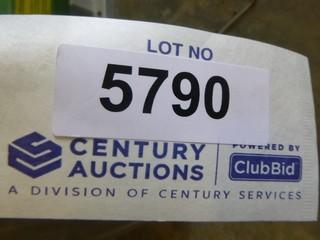 LOT NO
5790
CENTURY AUCTIONS
POWERED BY
ClubBid
A DIVISION OF CENTURY SERVICES